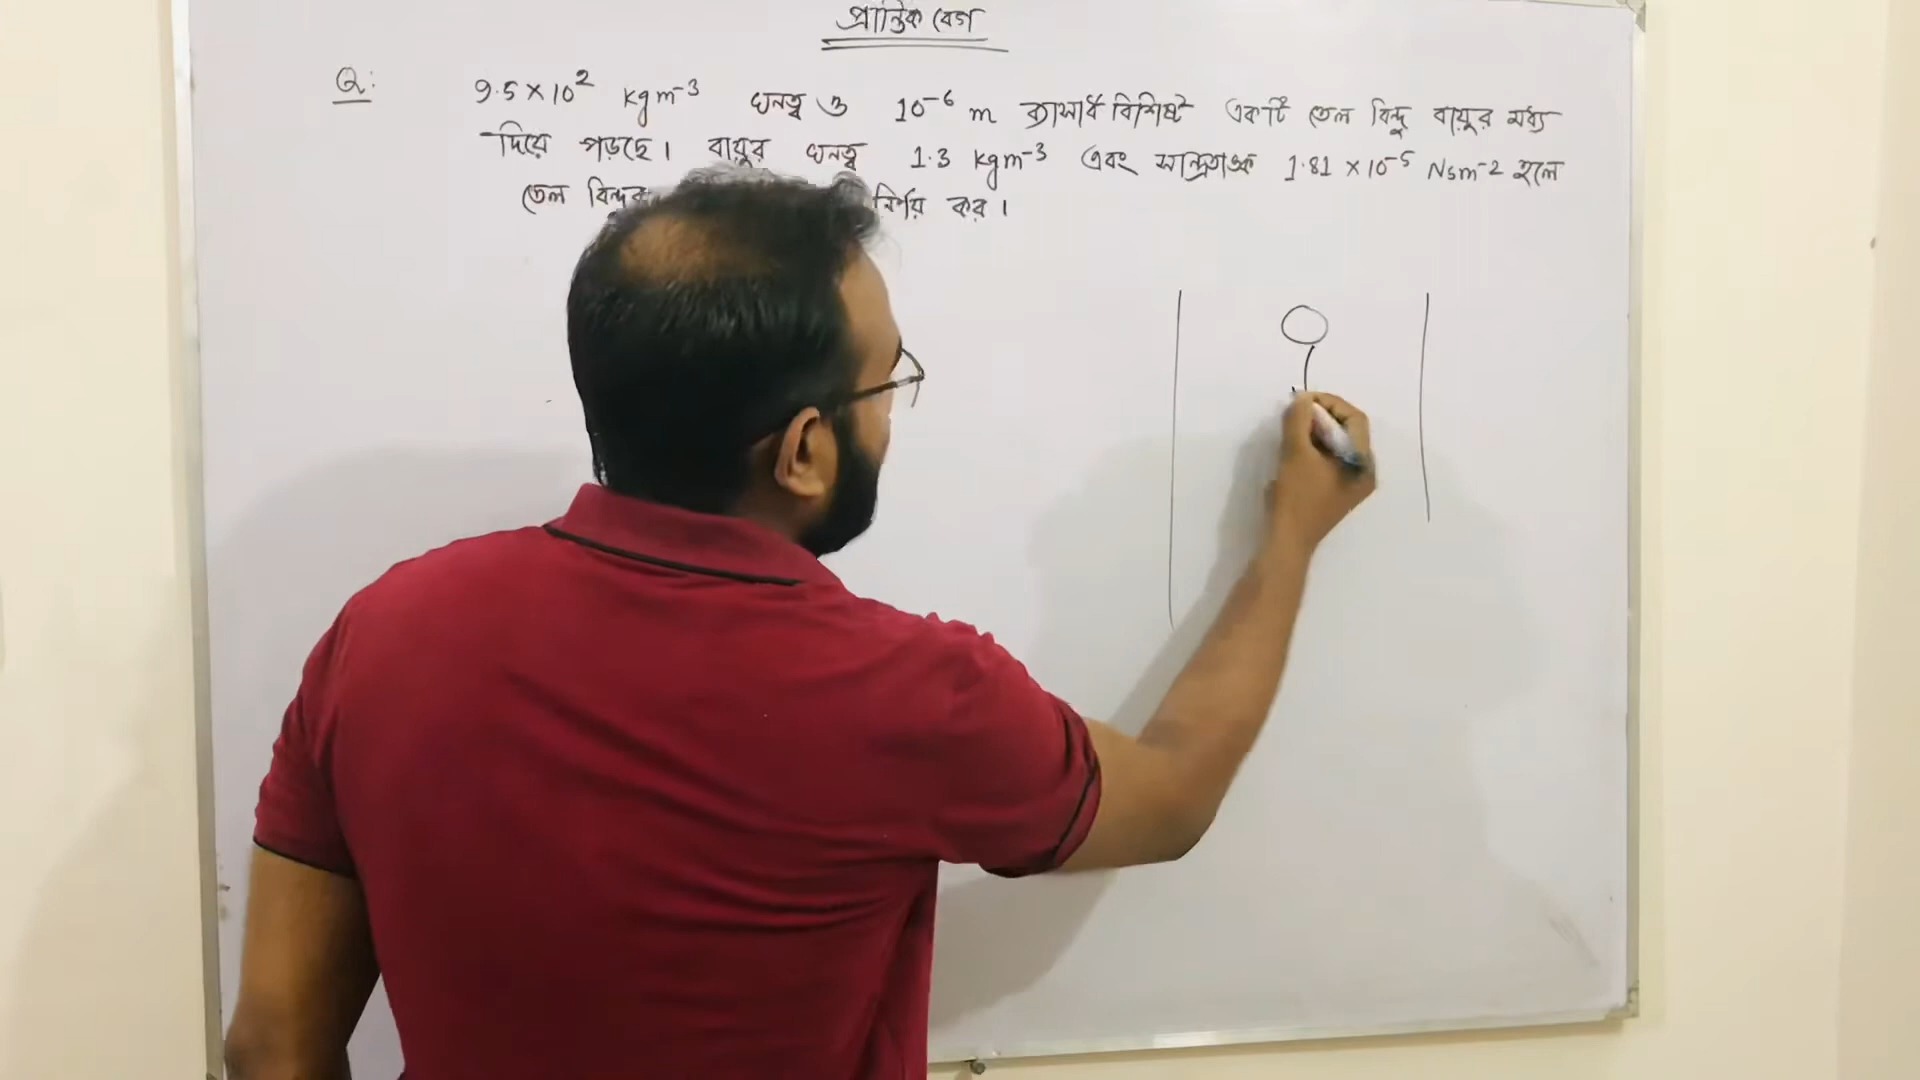 প্রান্তিক বেগ
Q: 9.5 × 10² kgm⁻³ ঘনত্ব ও 10⁻⁶ m ব্যাসার্ধ বিশিষ্ট একটি তেল বিন্দু বায়ুর মধ্য
দিয়ে পড়ছে। বায়ুর ঘনত্ব 1.3 kgm⁻³ এবং সান্দ্রতাঙ্ক 1.81 × 10⁻⁵ Nsm⁻² হলে
তেল বিন্দুর কর।